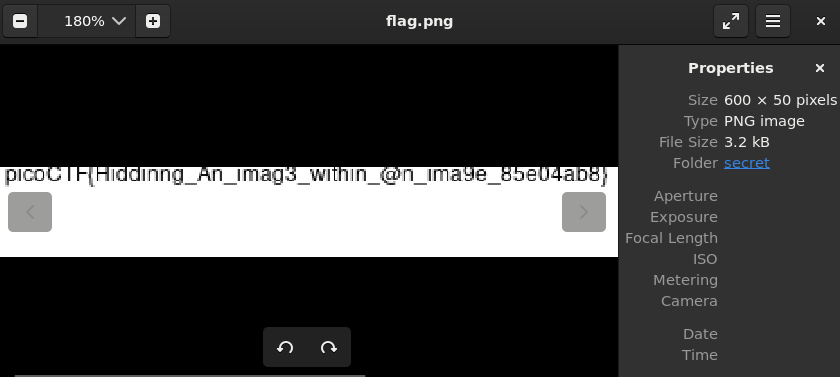 180%
flag.png
picoCTF{Hiddinng_An_imag3_within_@n_ima9e_85e04ab8}
Properties
Size 600 × 50 pixels
Type PNG image
File Size 3.2 kB
Folder secret
Aperture
Exposure
Focal Length
ISO
Metering
Camera
Date
Time